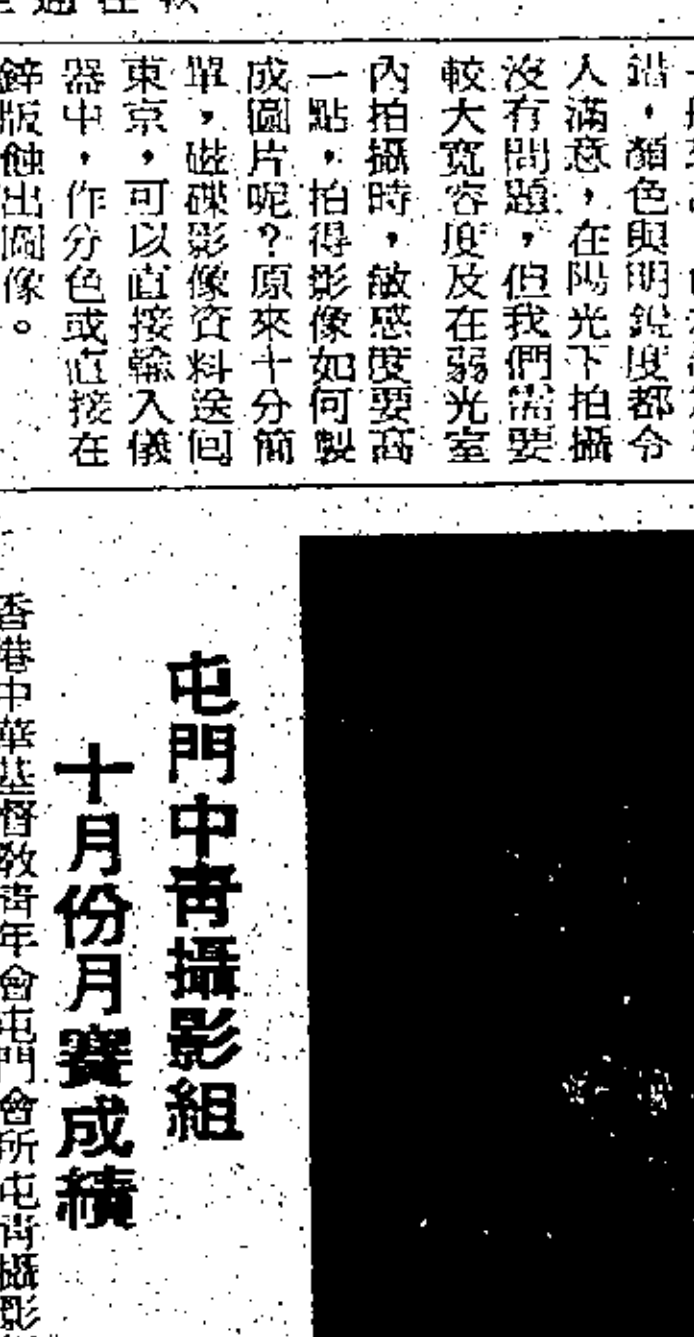 錯,顏色與明銳度都令
人滿意,在陽光下拍攝
沒有問題,但我們需要
較大寬容度及在弱光室
內拍攝時,敏感度要高
一點,拍得影像如何製
成圖片呢?原來十分簡
單,磁碟影像資料送回
東京,可以直接輸入儀
器中,作分色或直接在
鋅版蝕出圖像。
屯門中青攝影組
十月份月賽成績
香港中華基督教青年會屯門會所屯青攝影